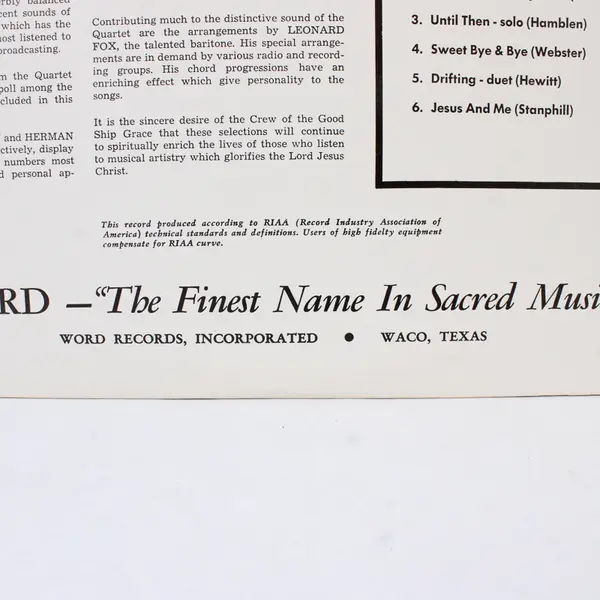 superbly balanced
cent sounds of
which has the
most listened to
broadcasting.
m the Quartet
poll among the
cluded in this
and HERMAN
ctively, display
numbers most
d personal ap-
Contributing much to the distinctive sound of the
Quartet are the arrangements by LEONARD
FOX, the talented baritone. His special arrange-
ments are in demand by various radio and record-
ing groups. His chord progressions have an
enriching effect which give personality to the
songs.
It is the sincere desire of the Crew of the Good
Ship Grace that these selections will continue
to spiritually enrich the lives of those who listen
to musical artistry which glorifies the Lord Jesus
Christ.
3. Until Then - solo (Hamblen)
4. Sweet Bye & Bye (Webster)
5. Drifting - duet (Hewitt)
6. Jesus And Me (Stanphill)
This record produced according to RIAA (Record Industry Association of
America) technical standards and definitions. Users of high fidelty equipment
compensate for RIAA curve.
RD — "The Finest Name In Sacred Musi
WORD RECORDS, INCORPORATED • WACO, TEXAS